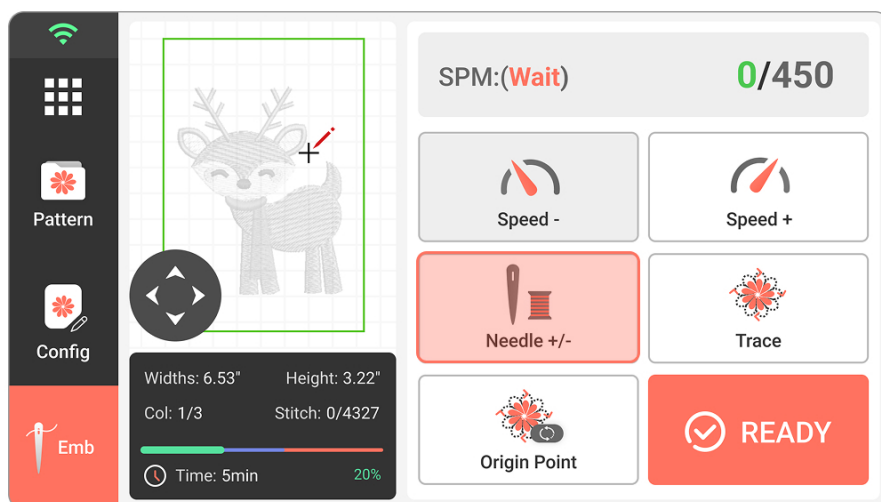 Pattern
Config
Emb
Widths: 6.53" Height: 3.22"
Col: 1/3 Stitch: 0/4327
Time: 5min 20%
SPM:(Wait) 0/450
Speed -
Speed +
Needle +/-
Trace
Origin Point
READY